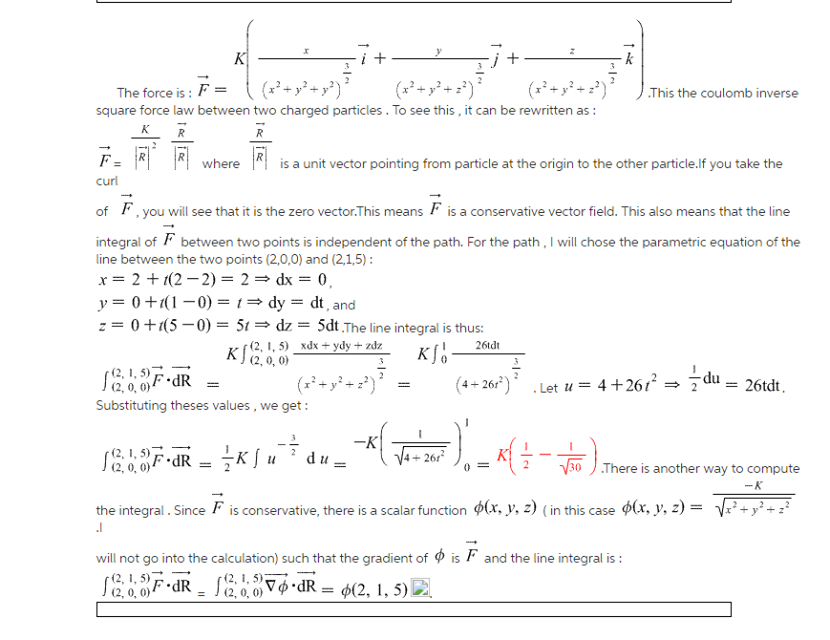 The force is : \vec{F} = K\left( \frac{x}{(x^2+y^2+y^2)^{\frac{3}{2}}}\vec{i} + \frac{y}{(x^2+y^2+z^2)^{\frac{3}{2}}}\vec{j} + \frac{z}{(x^2+y^2+z^2)^{\frac{3}{2}}}\vec{k} \right) .This the coulomb inverse
square force law between two charged particles . To see this , it can be rewritten as :
\vec{F} = \frac{K}{|\vec{R}|^2} \frac{\vec{R}}{|\vec{R}|} where \frac{\vec{R}}{|\vec{R}|} is a unit vector pointing from particle at the origin to the other particle.If you take the
curl
of \vec{F} , you will see that it is the zero vector.This means \vec{F} is a conservative vector field. This also means that the line
integral of \vec{F} between two points is independent of the path. For the path , I will chose the parametric equation of the
line between the two points (2,0,0) and (2,1,5) :
x = 2 + t(2 − 2) = 2 ⇒ dx = 0,
y = 0 + t(1 − 0) = t ⇒ dy = dt , and
z = 0 + t(5 − 0) = 5t ⇒ dz = 5dt .The line integral is thus:
\int_{(2, 0, 0)}^{(2, 1, 5)} \vec{F}•\vec{dR} = K\int_{(2, 0, 0)}^{(2, 1, 5)} \frac{xdx + ydy + zdz}{(x^2+y^2+z^2)^{\frac{3}{2}}} = K\int_0^1 \frac{26tdt}{(4+26t^2)^{\frac{3}{2}}} . Let u = 4 + 26t^2 ⇒ \frac{1}{2}du = 26tdt .
Substituting theses values , we get :
\int_{(2, 0, 0)}^{(2, 1, 5)} \vec{F}•\vec{dR} = \frac{1}{2}K\int u^{-\frac{3}{2}} du = −K\left( \frac{1}{\sqrt{4+26t^2}} \right)_0^1 = K\left( \frac{1}{2} − \frac{1}{\sqrt{30}} \right) .There is another way to compute
the integral . Since \vec{F} is conservative, there is a scalar function ϕ(x, y, z) ( in this case ϕ(x, y, z) = \frac{−K}{\sqrt{x^2+y^2+z^2}}
.I
will not go into the calculation) such that the gradient of ϕ is \vec{F} and the line integral is :
\int_{(2, 0, 0)}^{(2, 1, 5)} \vec{F}•\vec{dR} = \int_{(2, 0, 0)}^{(2, 1, 5)} \vec{∇ϕ}•\vec{dR} = ϕ(2, 1, 5)